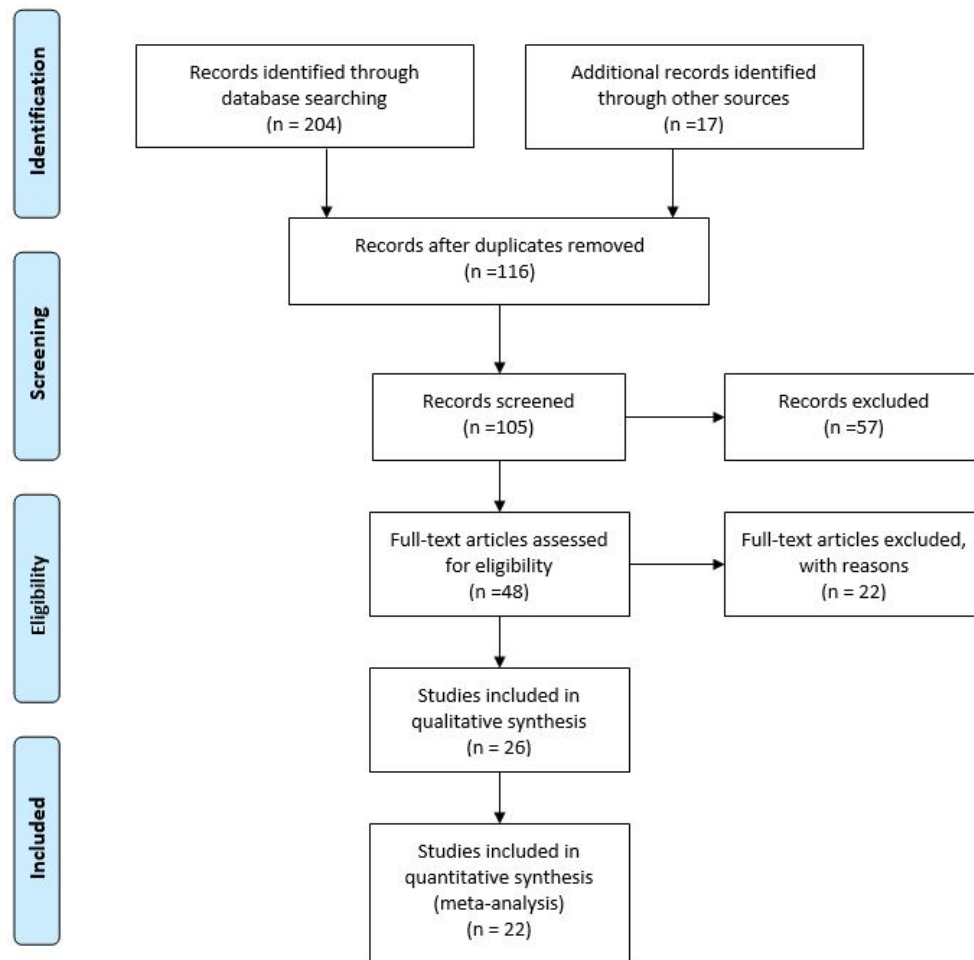 Identification
Records identified through
database searching
(n = 204)
Additional records identified
through other sources
(n =17)
Records after duplicates removed
(n =116)
Screening
Records screened
(n =105)
Records excluded
(n =57)
Eligibility
Full-text articles assessed
for eligibility
(n =48)
Full-text articles excluded,
with reasons
(n = 22)
Studies included in
qualitative synthesis
(n = 26)
Included
Studies included in
quantitative synthesis
(meta-analysis)
(n = 22)